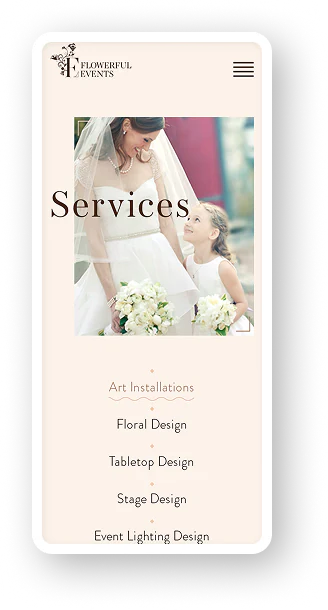 FLOWERFUL
EVENTS
Services
Art Installations
Floral Design
Tabletop Design
Stage Design
Event Lighting Design